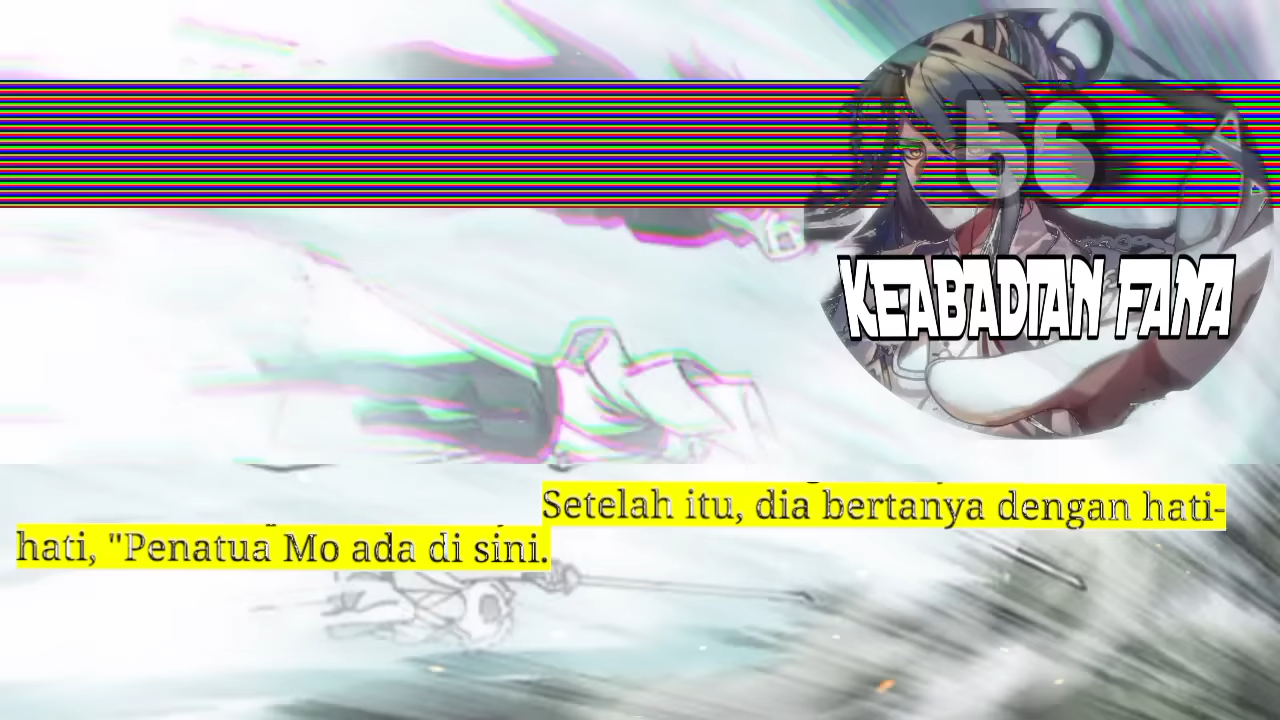 56
KEABADIAN FANA
Setelah itu, dia bertanya dengan hati-
hati, "Penatua Mo ada di sini.